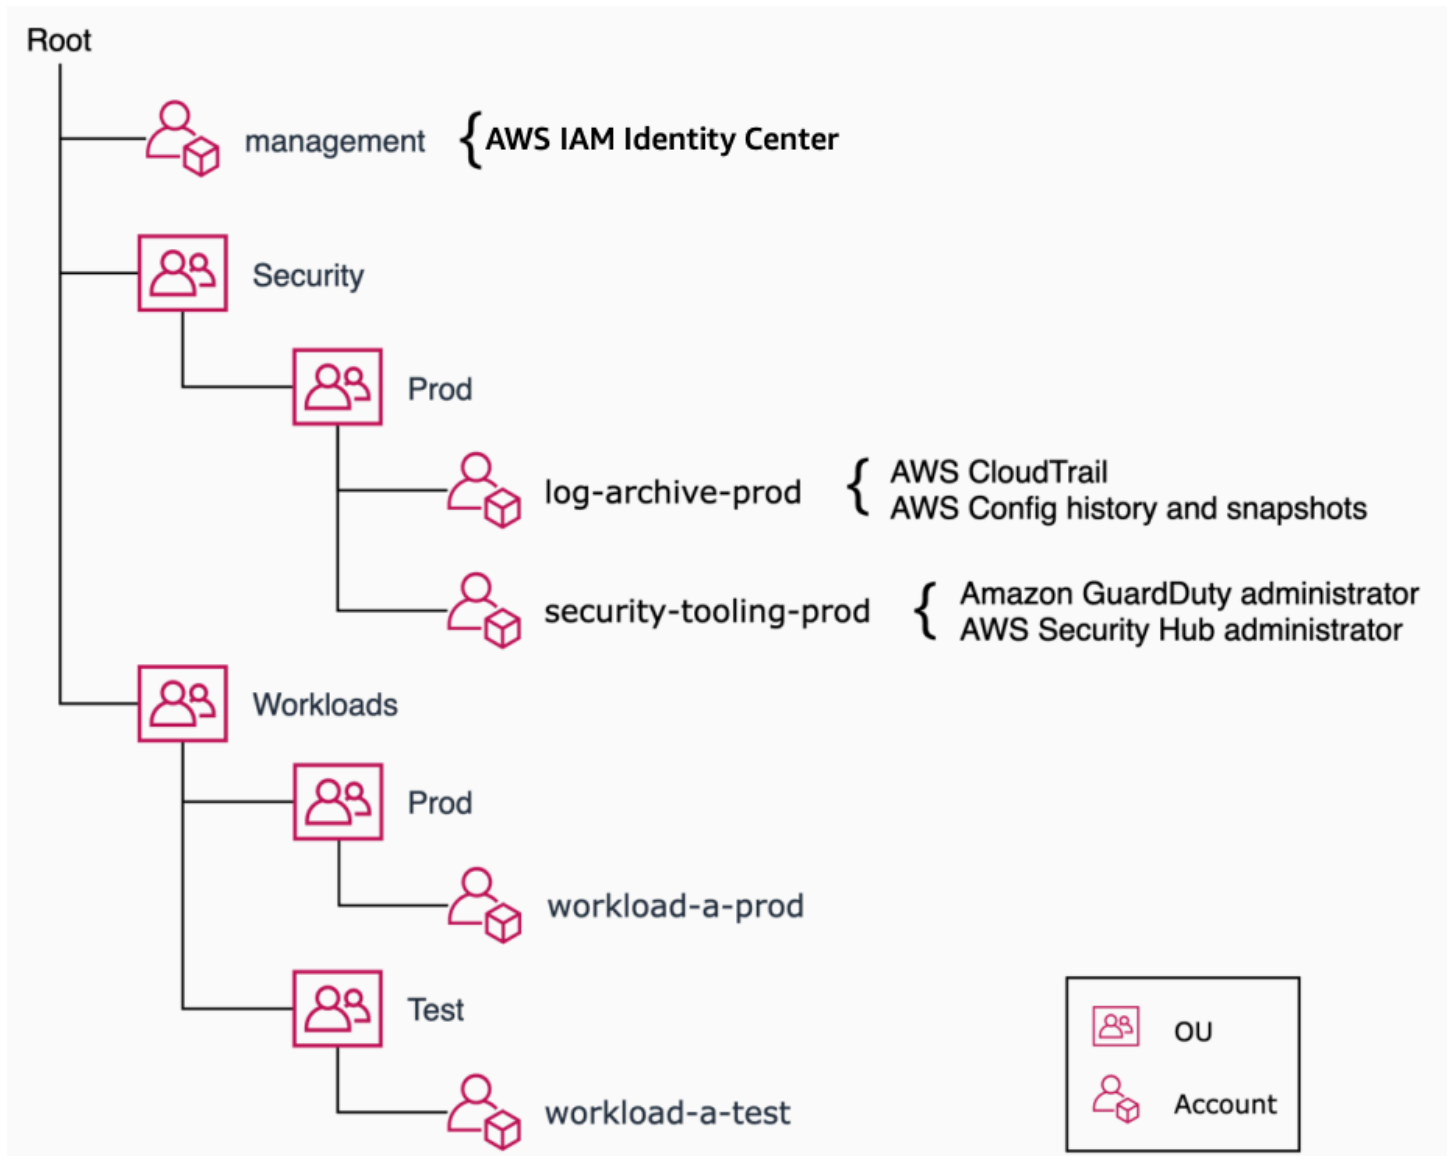 Root
management
{ AWS IAM Identity Center
Security
Prod
log-archive-prod
{ AWS CloudTrail
AWS Config history and snapshots
security-tooling-prod
{ Amazon GuardDuty administrator
AWS Security Hub administrator
Workloads
Prod
workload-a-prod
Test
workload-a-test
OU
Account